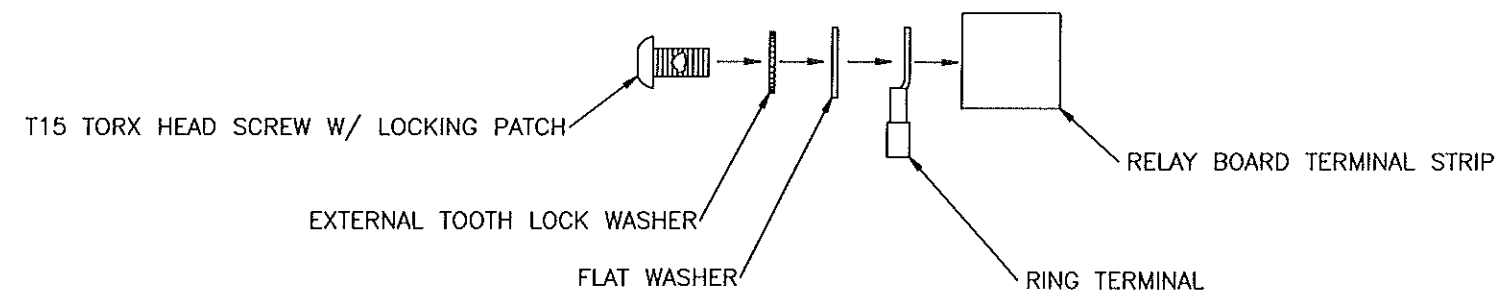 T15 TORX HEAD SCREW W/ LOCKING PATCH
RELAY BOARD TERMINAL STRIP
EXTERNAL TOOTH LOCK WASHER
FLAT WASHER
RING TERMINAL